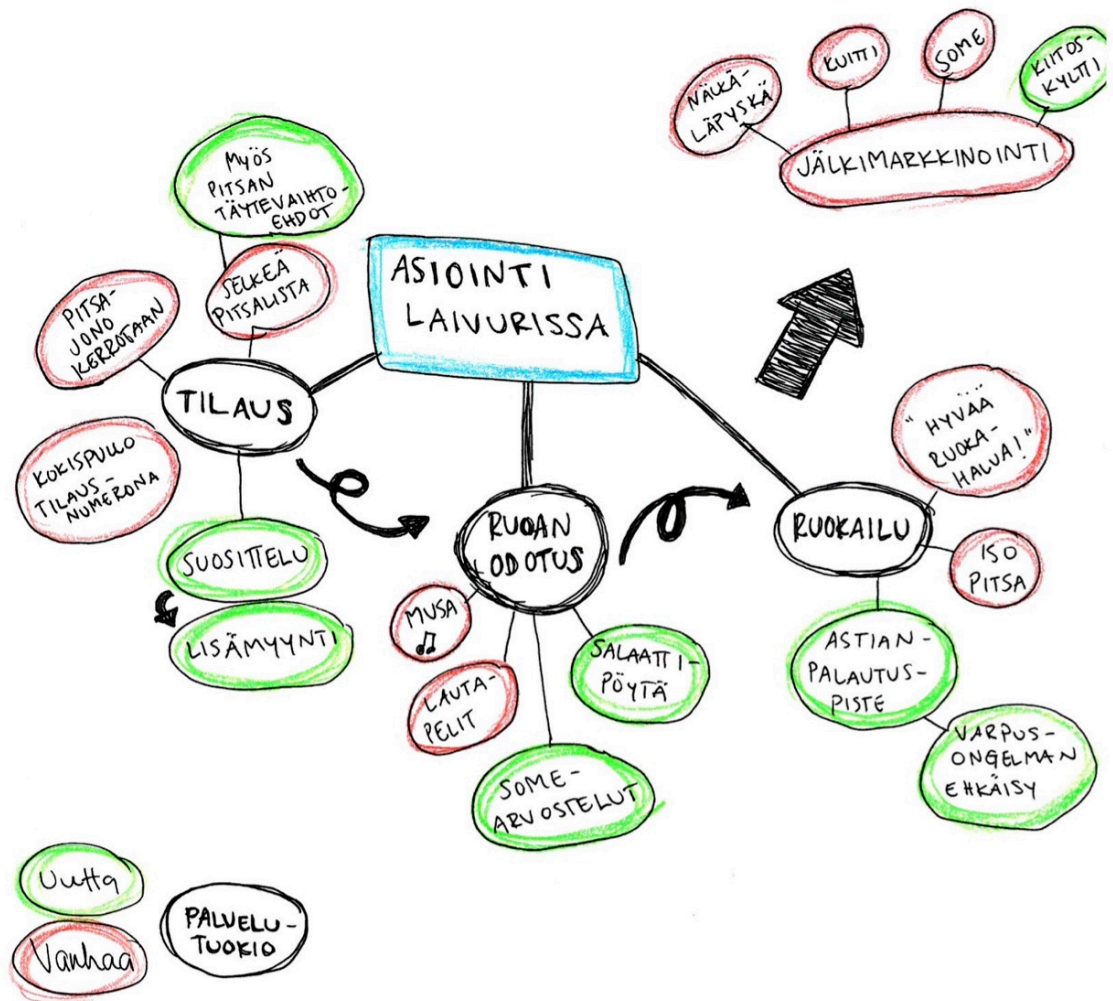 NÄLKÄ-
LÄPYSKÄ
KUITTI
SOME
KIITOS-
KYLTTI
JÄLKIMARKKINOINTI
MYÖS
PITSAN
TÄYTEVAIHTO-
EHDOT
SELKEÄ
PITSALISTA
PITSA-
JONO
KERROTAAN
ASIOINTI
LAIVURISSA
TILAUS
KOKISPULLO
TILAUS-
NUMERONA
SUOSITTELU
LISÄMYYNTI
RUOAN
ODOTUS
MUSA
LAUTA-
PELIT
SOME-
ARVOSTELUT
SALAATTI-
PÖYTÄ
RUOKAILU
"HYVÄÄ
RUOKA-
HALUA!"
ISO
PITSA
ASTIAN-
PALAUTUS-
PISTE
VARPUS-
ONGELMAN
EHKÄISY
Uutta
Vanhaa
PALVELU-
TUOKIO